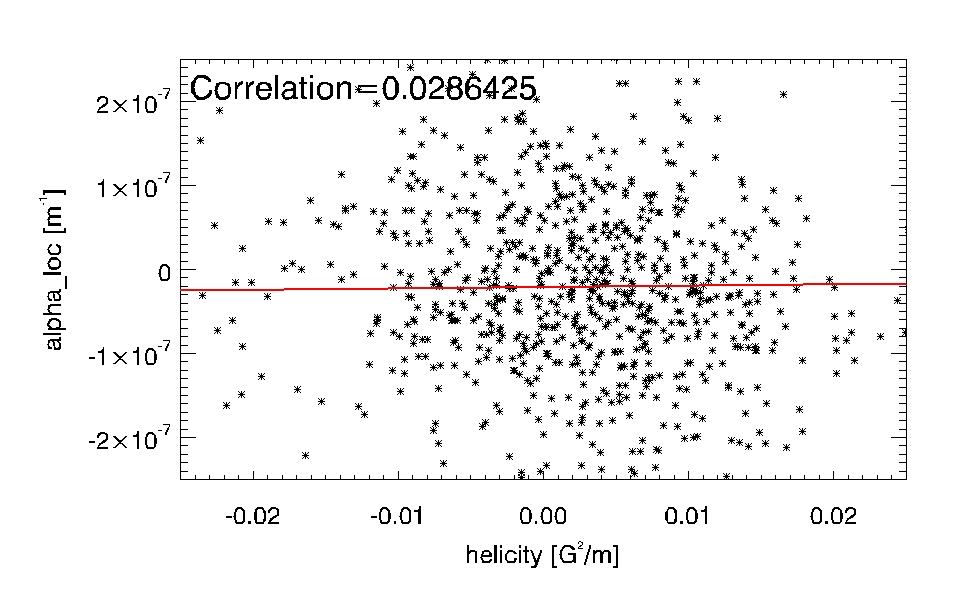 Correlation=0.0286425
2×10⁻⁷
1×10⁻⁷
0
-1×10⁻⁷
-2×10⁻⁷
alpha_loc [m⁻¹]
-0.02 -0.01 0.00 0.01 0.02
helicity [G²/m]